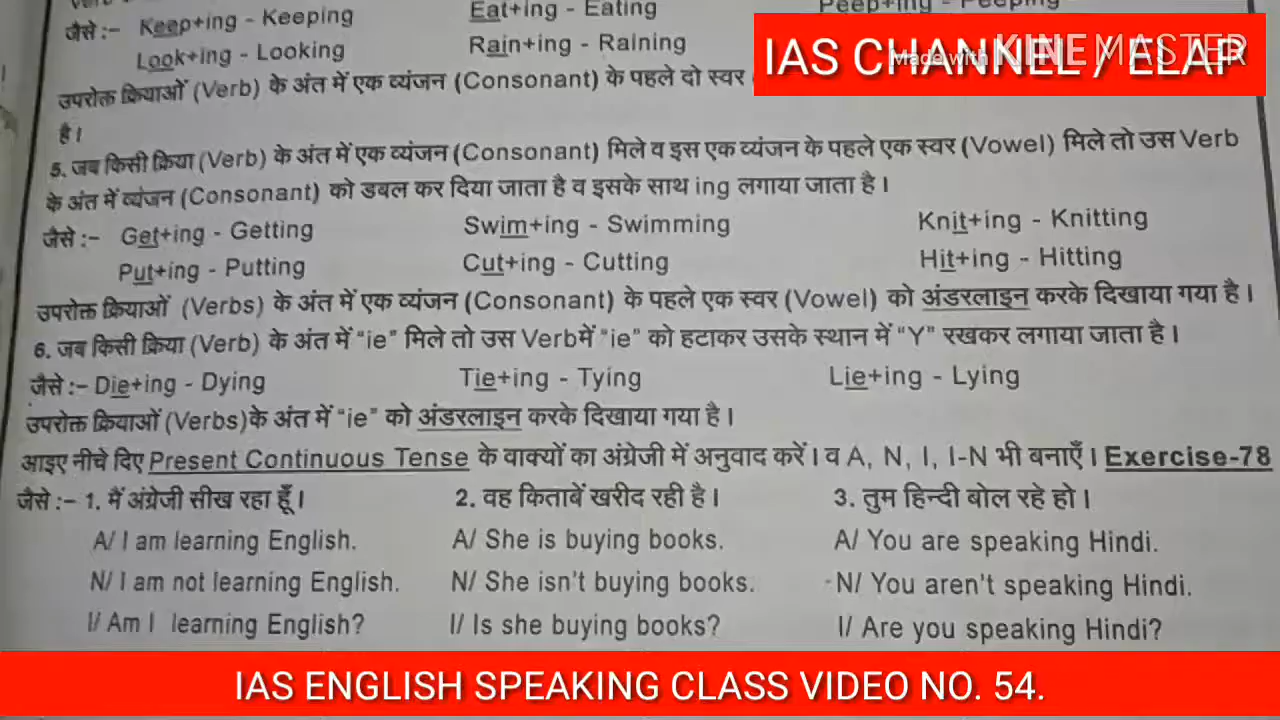 जैसे :- Keep+ing - Keeping Eat+ing - Eating Peep+ing - Peeping
Look+ing - Looking Rain+ing - Raining
IAS CHANNEL / ELAP
Made with KINEMASTER
उपरोक्त क्रियाओं (Verb) के अंत में एक व्यंजन (Consonant) के पहले दो स्वर
है।
5. जब किसी क्रिया (Verb) के अंत में एक व्यंजन (Consonant) मिले व इस एक व्यंजन के पहले एक स्वर (Vowel) मिले तो उस Verb
के अंत में व्यंजन (Consonant) को डबल कर दिया जाता है व इसके साथ ing लगाया जाता है।
जैसे :- Get+ing - Getting Swim+ing - Swimming Knit+ing - Knitting
Put+ing - Putting Cut+ing - Cutting Hit+ing - Hitting
उपरोक्त क्रियाओं (Verbs) के अंत में एक व्यंजन (Consonant) के पहले एक स्वर (Vowel) को अंडरलाइन करके दिखाया गया है।
6. जब किसी क्रिया (Verb) के अंत में "ie" मिले तो उस Verbमें "ie" को हटाकर उसके स्थान में "Y" रखकर लगाया जाता है।
जैसे :- Die+ing - Dying Tie+ing - Tying Lie+ing - Lying
उपरोक्त क्रियाओं (Verbs)के अंत में "ie" को अंडरलाइन करके दिखाया गया है।
आइए नीचे दिए Present Continuous Tense के वाक्यों का अंग्रेजी में अनुवाद करें। व A, N, I, I-N भी बनाएँ। Exercise-78
जैसे :- 1. मैं अंग्रेजी सीख रहा हूँ। 2. वह किताबें खरीद रही है। 3. तुम हिन्दी बोल रहे हो।
A/ I am learning English. A/ She is buying books. A/ You are speaking Hindi.
N/ I am not learning English. N/ She isn't buying books. N/ You aren't speaking Hindi.
I/ Am I learning English? I/ Is she buying books? I/ Are you speaking Hindi?
IAS ENGLISH SPEAKING CLASS VIDEO NO. 54.